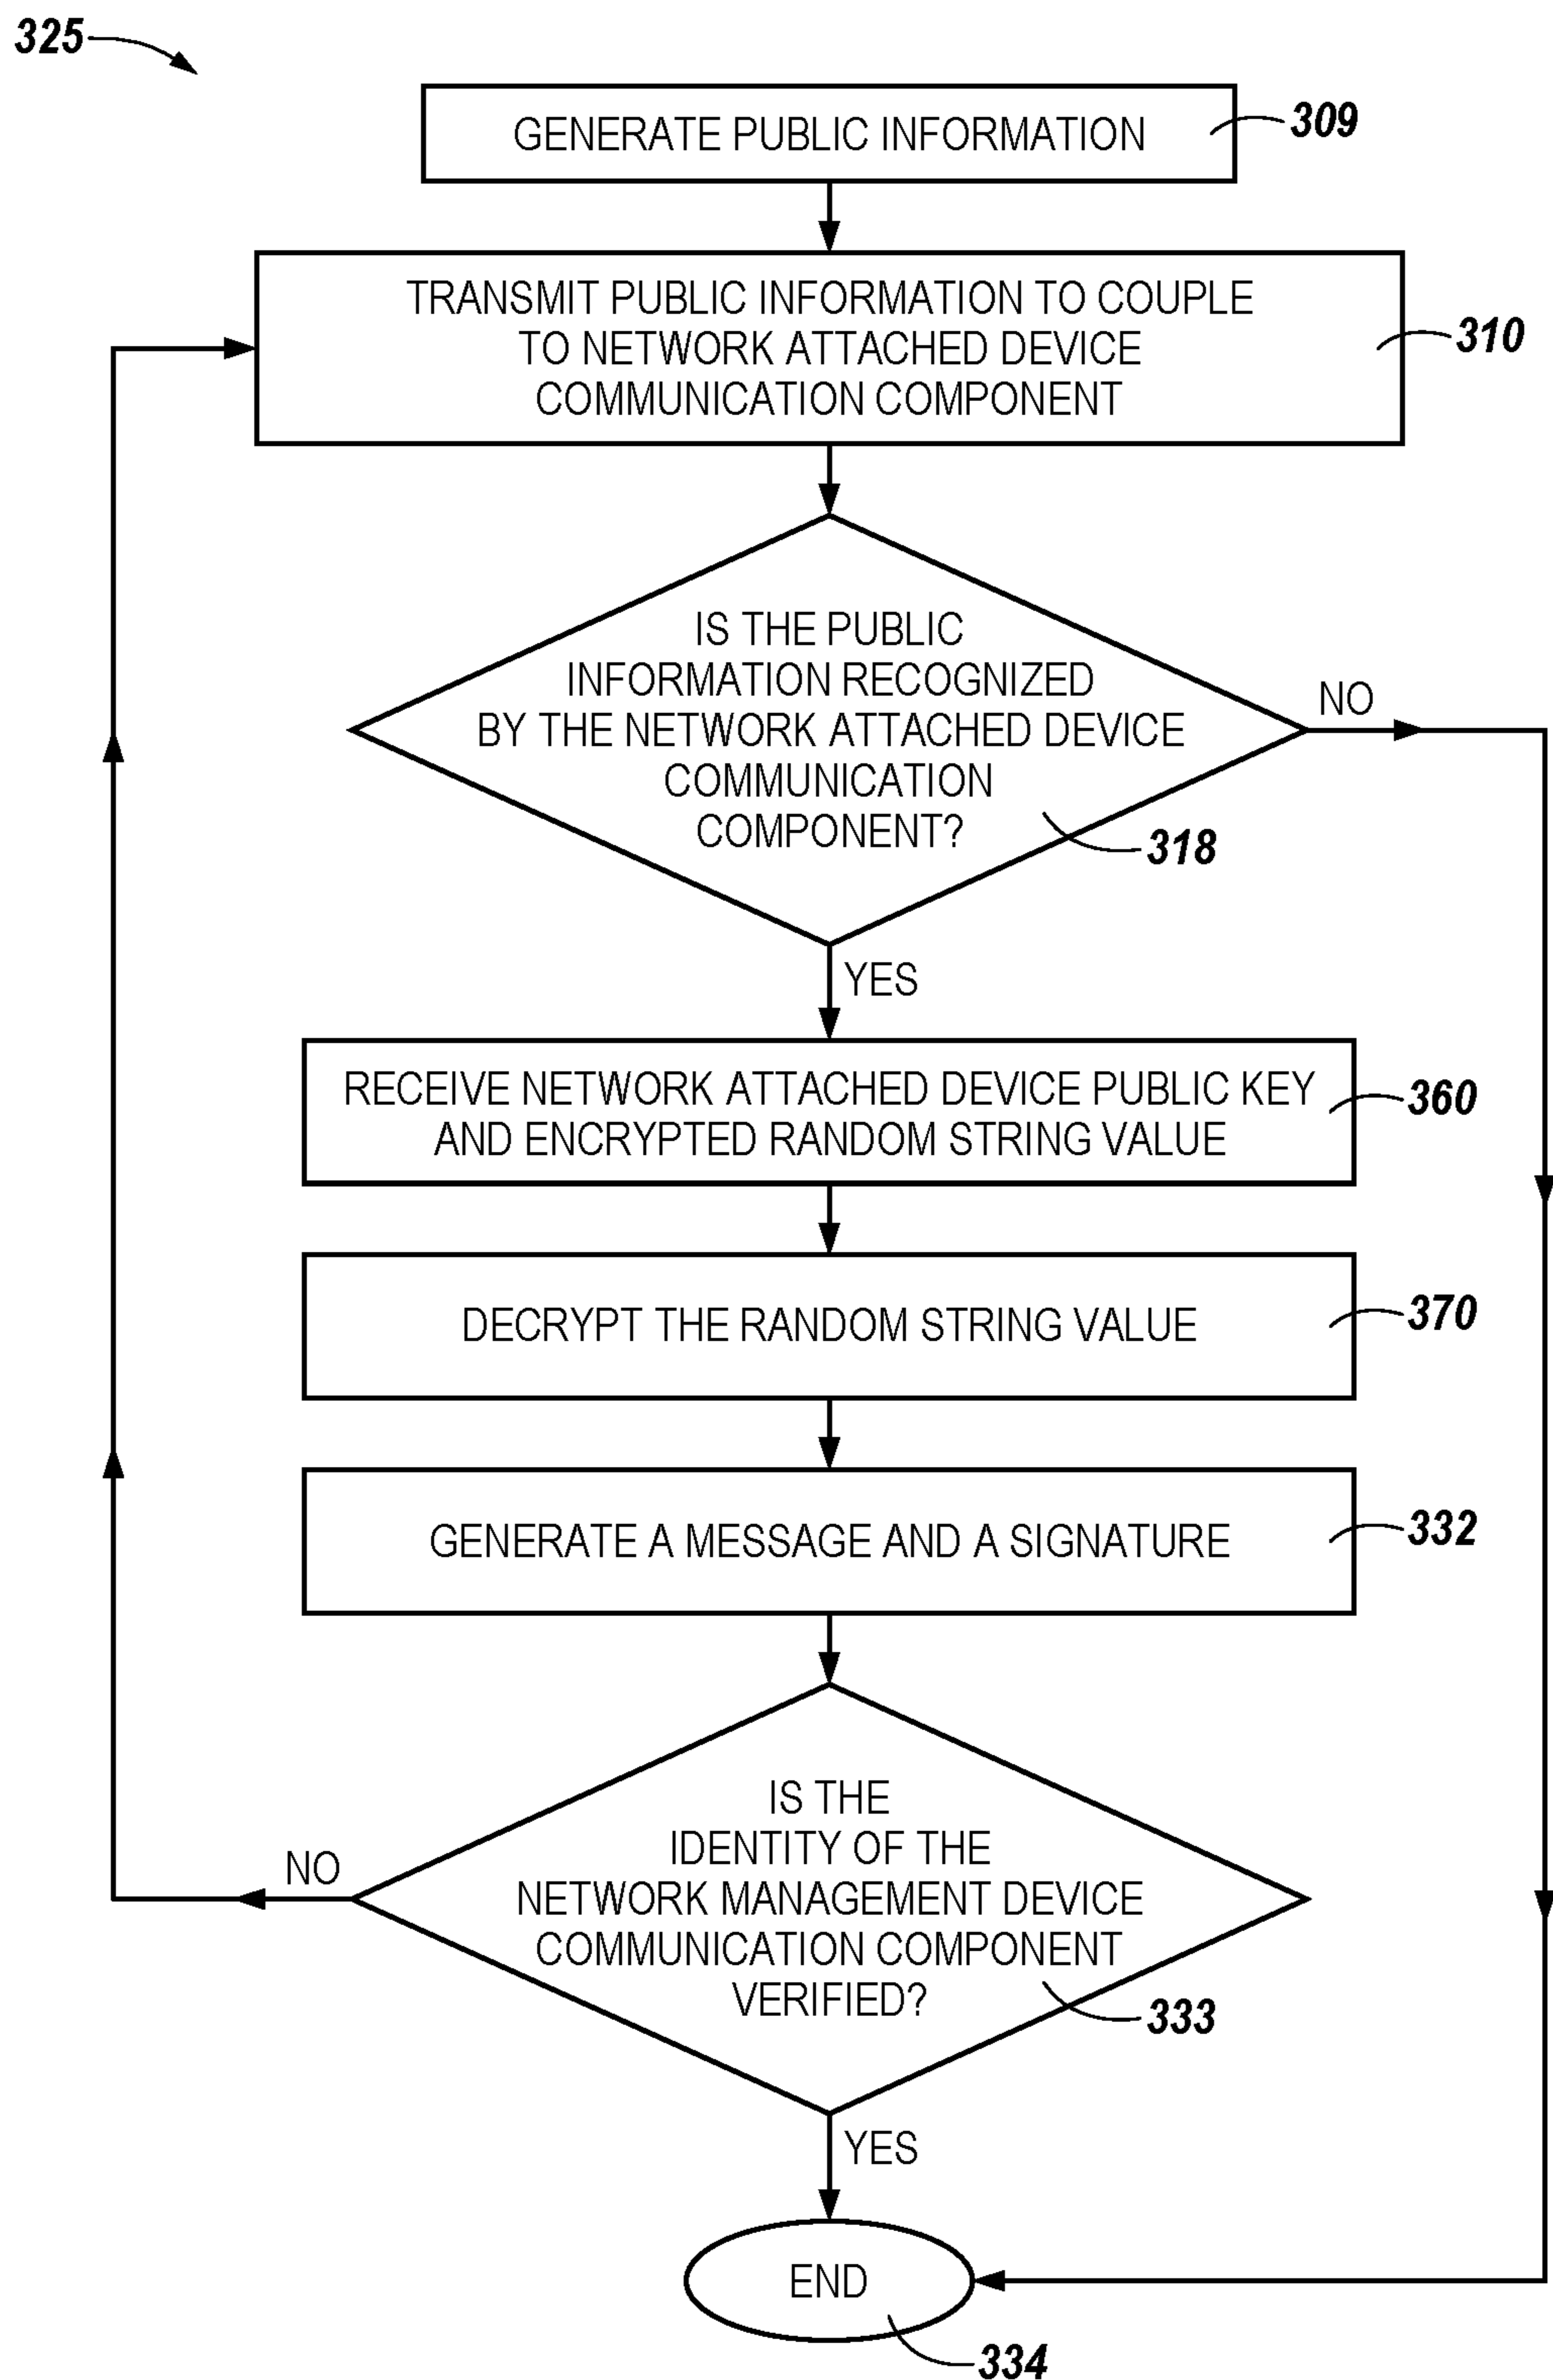 325
GENERATE PUBLIC INFORMATION
309
TRANSMIT PUBLIC INFORMATION TO COUPLE
TO NETWORK ATTACHED DEVICE
COMMUNICATION COMPONENT
310
IS THE PUBLIC
INFORMATION RECOGNIZED
BY THE NETWORK ATTACHED DEVICE
COMMUNICATION
COMPONENT?
318
NO
YES
RECEIVE NETWORK ATTACHED DEVICE PUBLIC KEY
AND ENCRYPTED RANDOM STRING VALUE
360
DECRYPT THE RANDOM STRING VALUE
370
GENERATE A MESSAGE AND A SIGNATURE
332
IS THE
IDENTITY OF THE
NETWORK MANAGEMENT DEVICE
COMMUNICATION COMPONENT
VERIFIED?
333
NO
YES
END
334